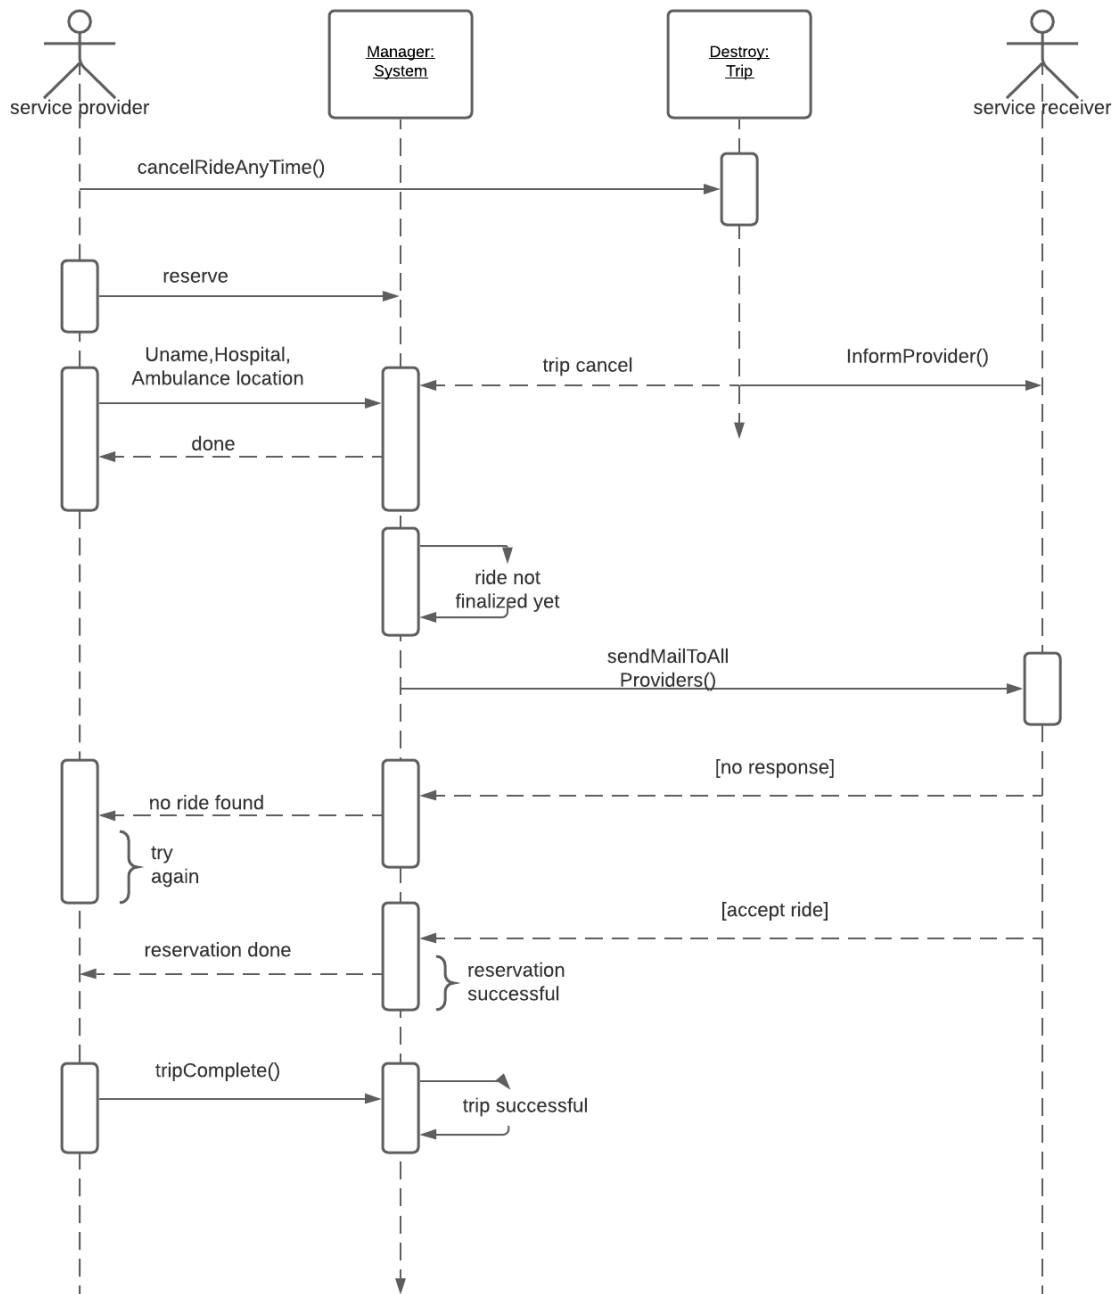 service provider
Manager:
System
Destroy:
Trip
service receiver
cancelRideAnyTime()
reserve
Uname,Hospital,
Ambulance location
trip cancel
InformProvider()
done
ride not
finalized yet
sendMailToAll
Providers()
[no response]
no ride found
try
again
[accept ride]
reservation done
reservation
successful
tripComplete()
trip successful